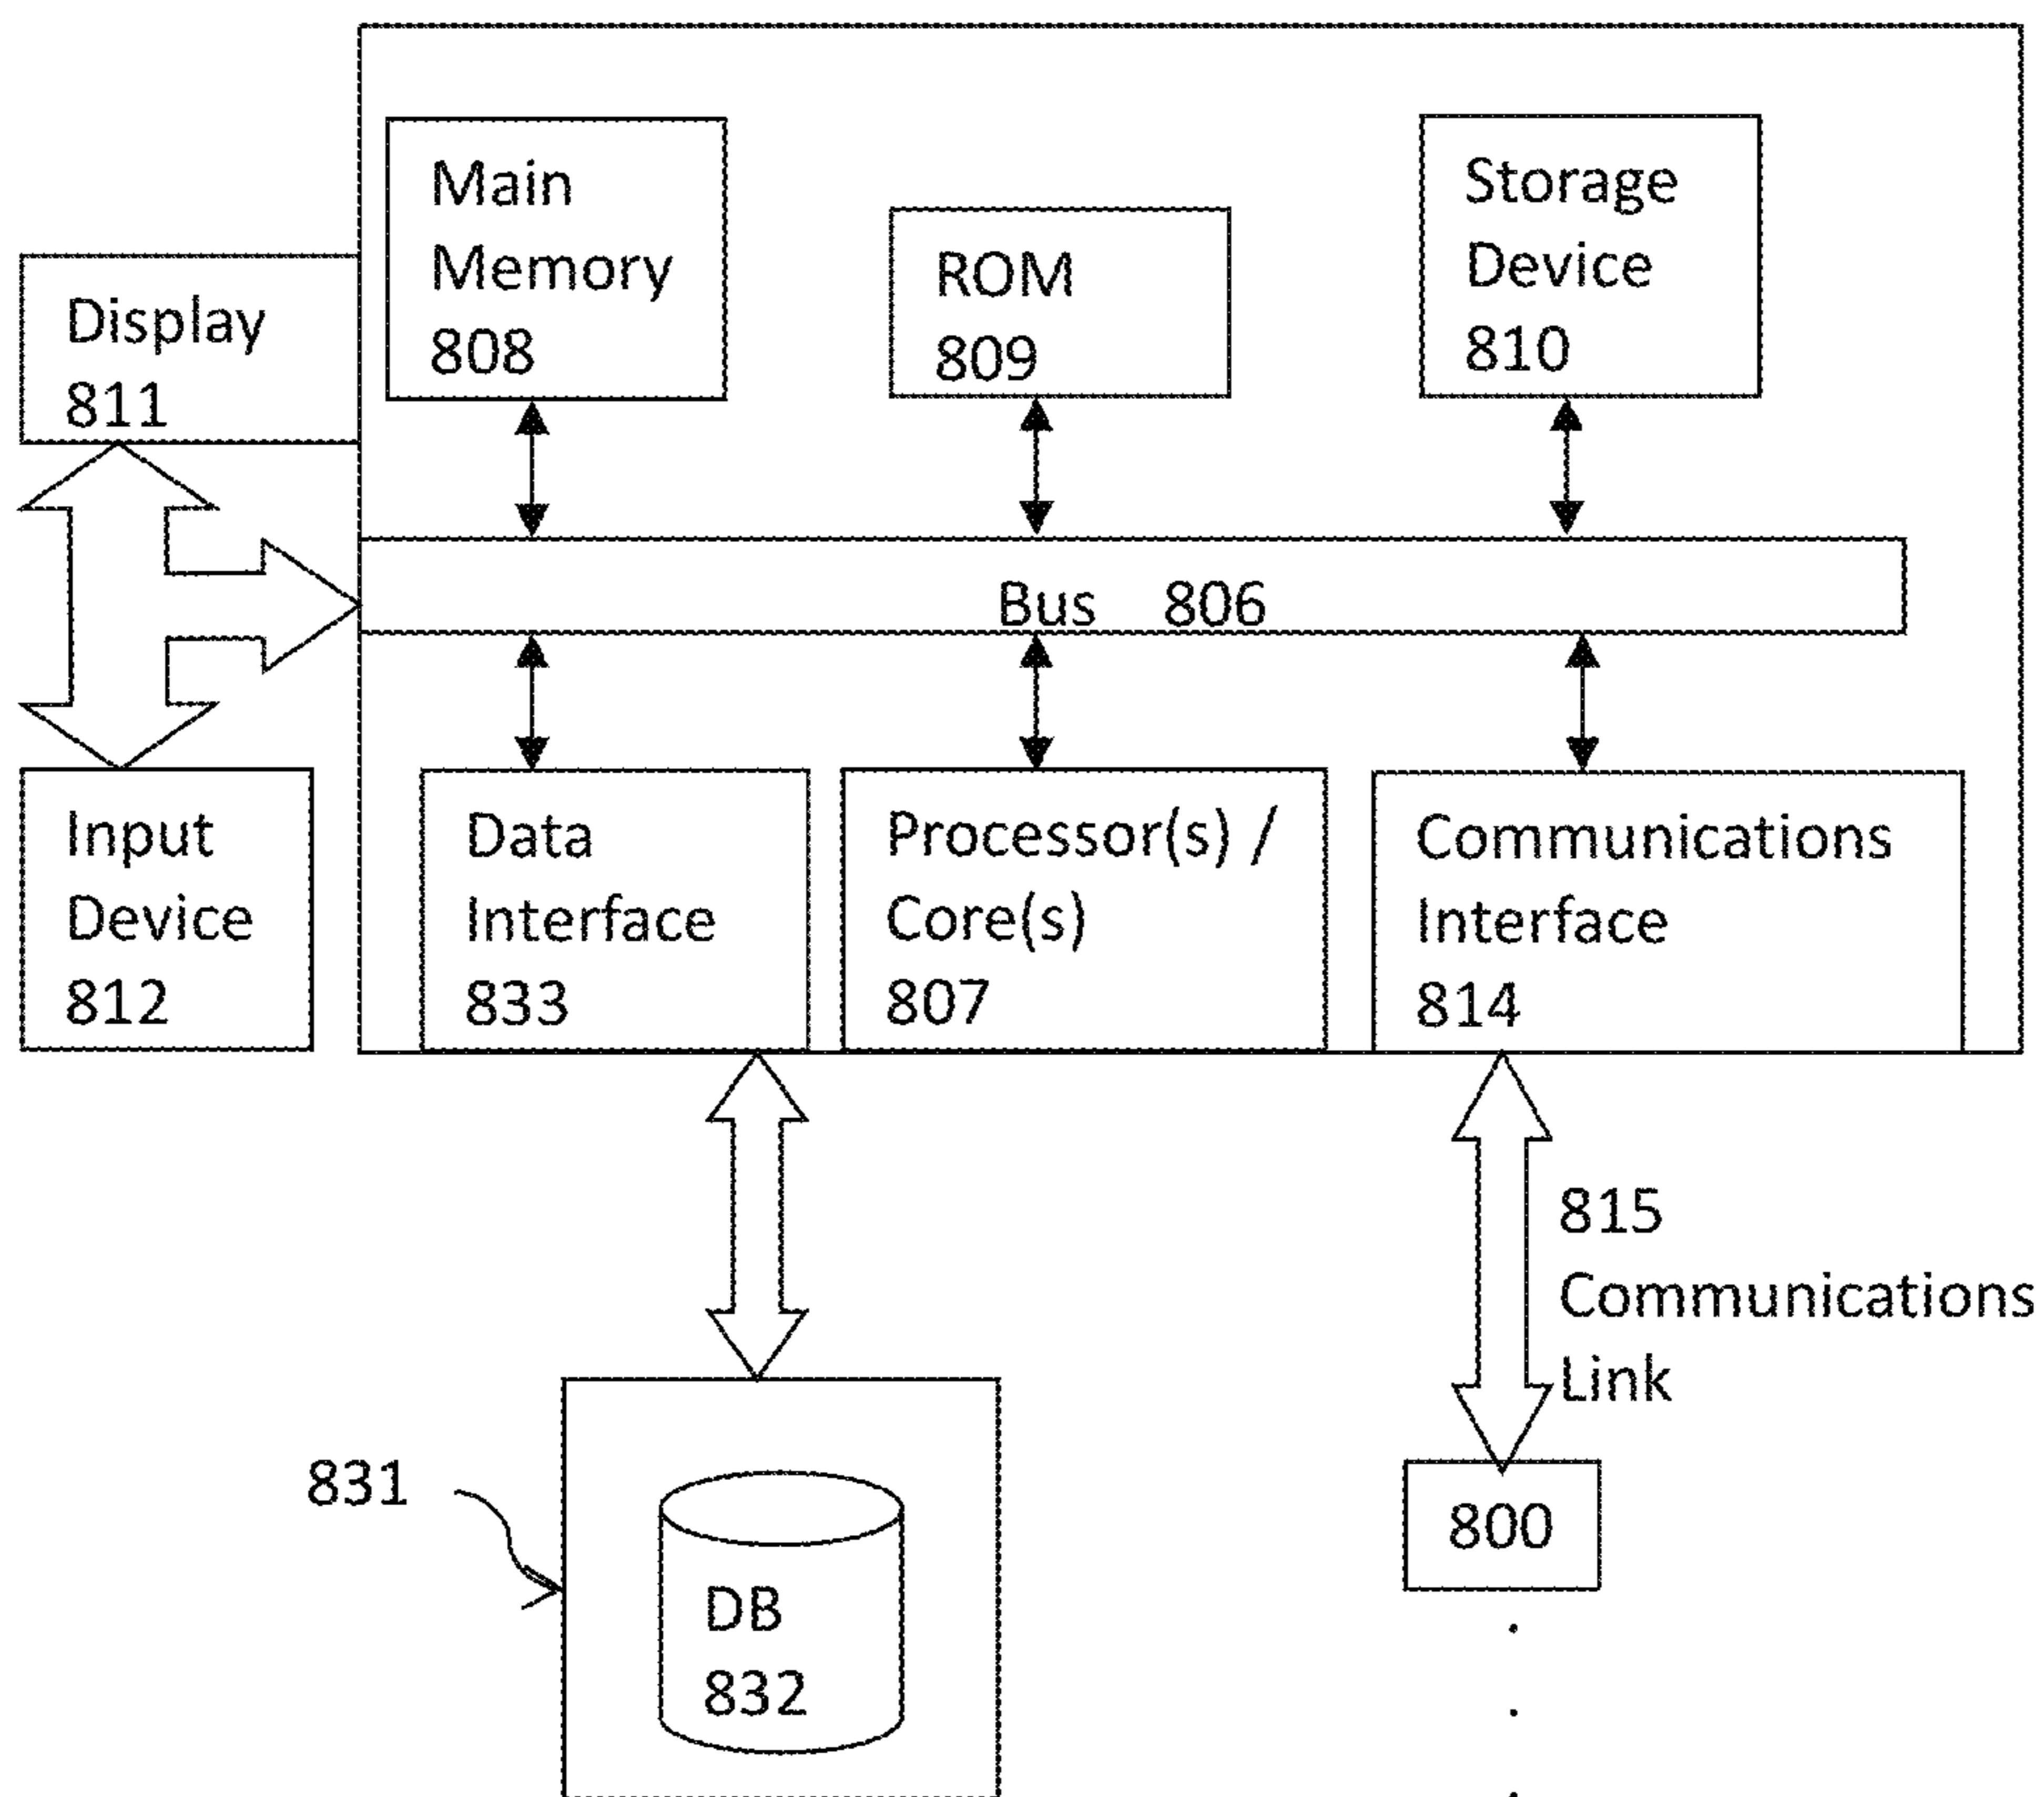 Main
Memory
808
ROM
809
Storage
Device
810
Display
811
Bus 806
Input
Device
812
Data
Interface
833
Processor(s) /
Core(s)
807
Communications
Interface
814
815
Communications
Link
831
800
DB
832